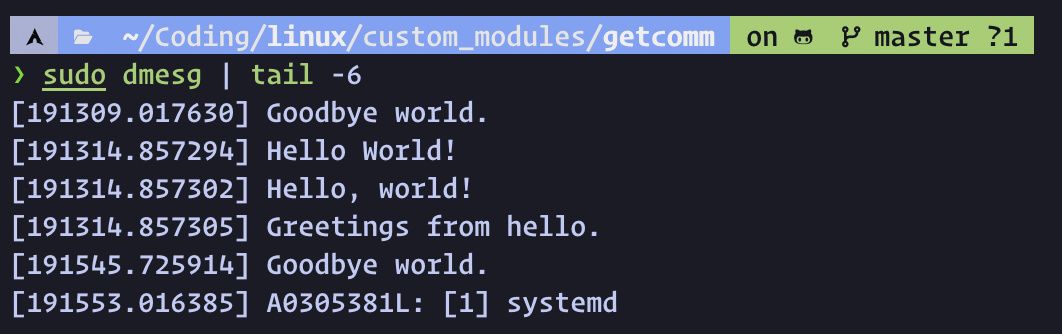 ~/Coding/linux/custom_modules/getcomm on master ?1
❯ sudo dmesg | tail -6
[191309.017630] Goodbye world.
[191314.857294] Hello World!
[191314.857302] Hello, world!
[191314.857305] Greetings from hello.
[191545.725914] Goodbye world.
[191553.016385] A0305381L: [1] systemd